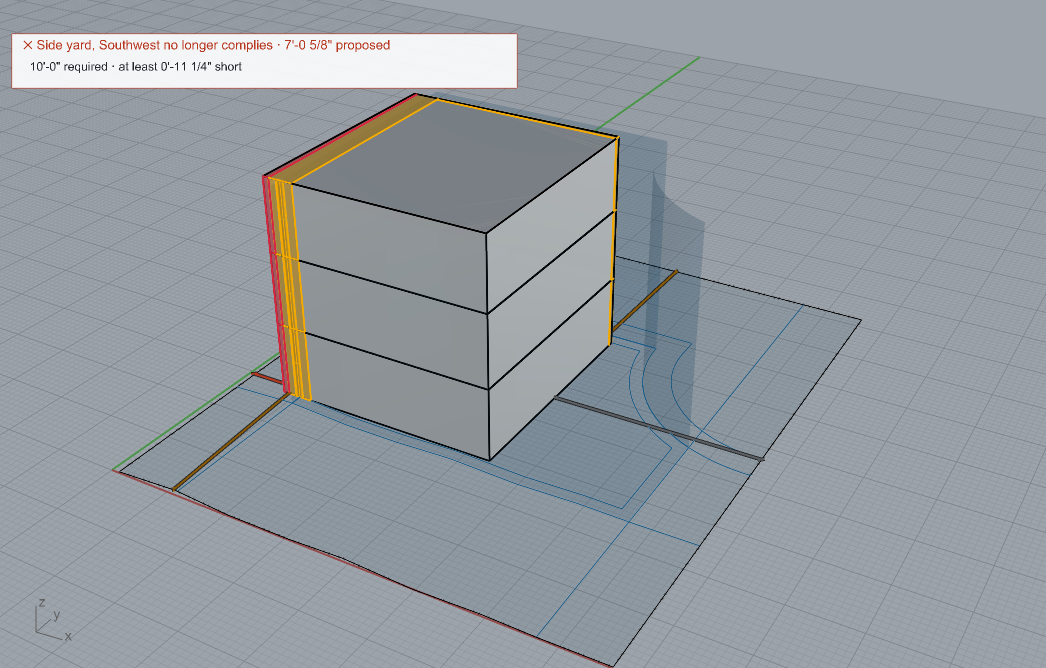 × Side yard, Southwest no longer complies · 7'-0 5/8" proposed
10'-0" required · at least 0'-11 1/4" short
z
y
x